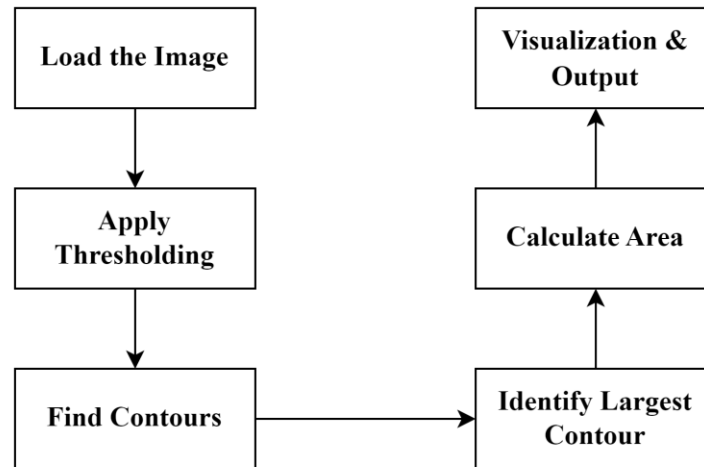 Load the Image
Apply
Thresholding
Find Contours
Identify Largest
Contour
Calculate Area
Visualization &
Output